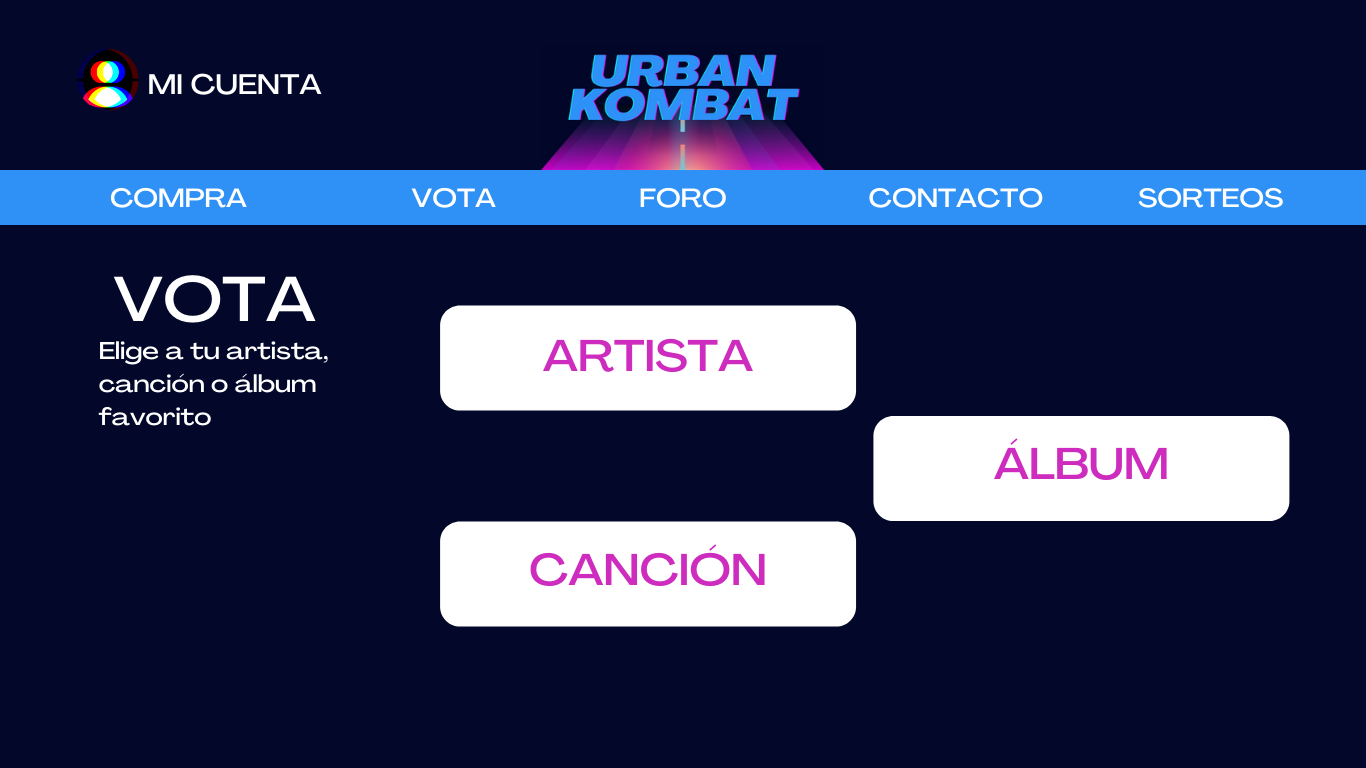 MI CUENTA
URBAN
KOMBAT
COMPRA
VOTA
FORO
CONTACTO
SORTEOS
VOTA
Elige a tu artista,
canción o álbum
favorito
ARTISTA
ÁLBUM
CANCIÓN